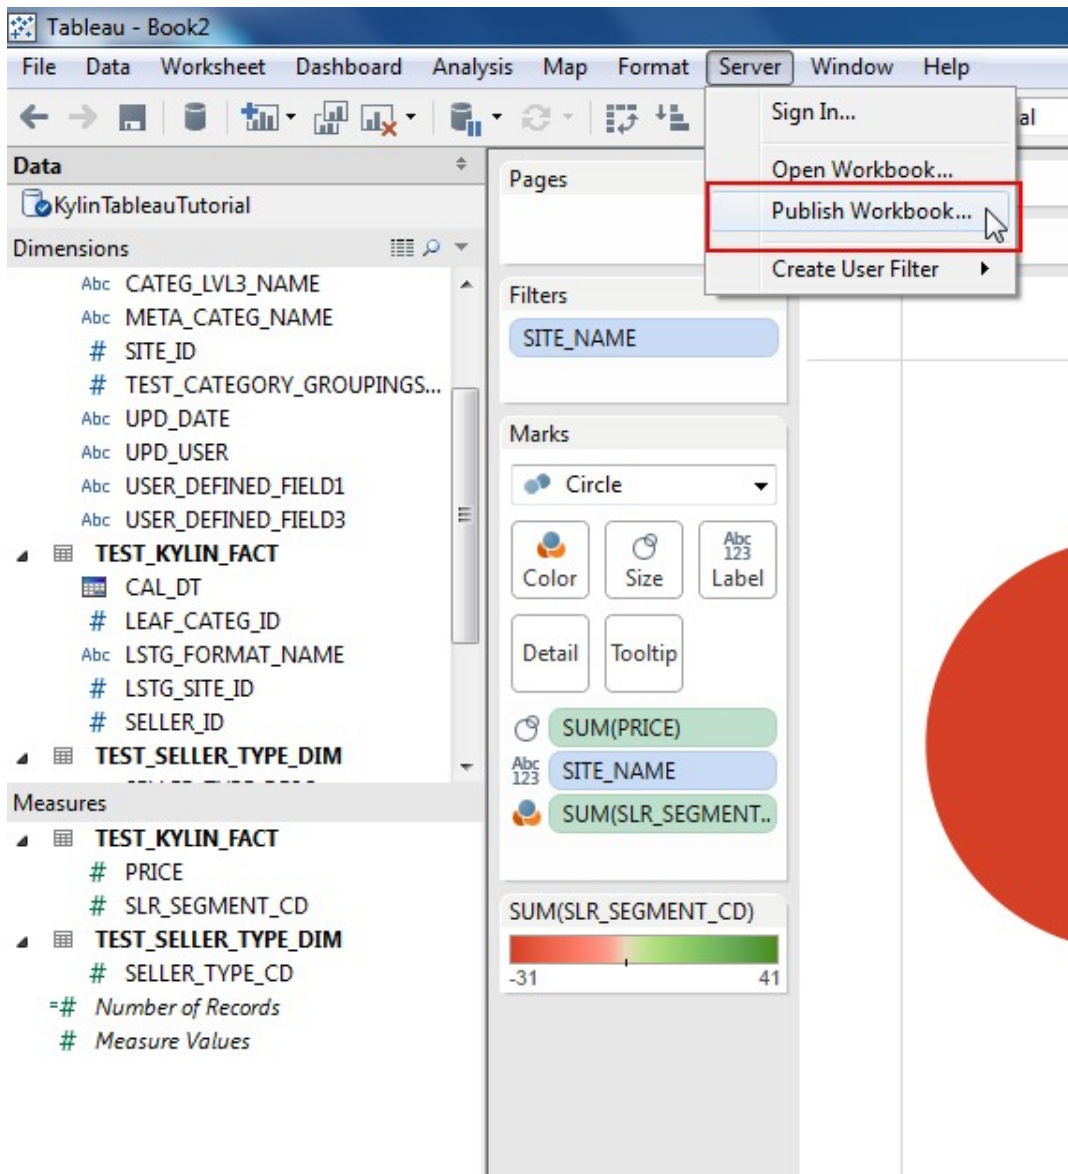 Tableau - Book2
File Data Worksheet Dashboard Analysis Map Format Server Window Help
Sign In...
al
Open Workbook...
Publish Workbook...
Create User Filter
Data
KylinTableauTutorial
Dimensions
Abc CATEG_LVL3_NAME
Abc META_CATEG_NAME
# SITE_ID
# TEST_CATEGORY_GROUPINGS...
Abc UPD_DATE
Abc UPD_USER
Abc USER_DEFINED_FIELD1
Abc USER_DEFINED_FIELD3
TEST_KYLIN_FACT
CAL_DT
# LEAF_CATEG_ID
Abc LSTG_FORMAT_NAME
# LSTG_SITE_ID
# SELLER_ID
TEST_SELLER_TYPE_DIM
Measures
TEST_KYLIN_FACT
# PRICE
# SLR_SEGMENT_CD
TEST_SELLER_TYPE_DIM
# SELLER_TYPE_CD
=# Number of Records
# Measure Values
Pages
Filters
SITE_NAME
Marks
Circle
Color Size Abc 123 Label
Detail Tooltip
SUM(PRICE)
Abc 123 SITE_NAME
SUM(SLR_SEGMENT..
SUM(SLR_SEGMENT_CD)
-31 41